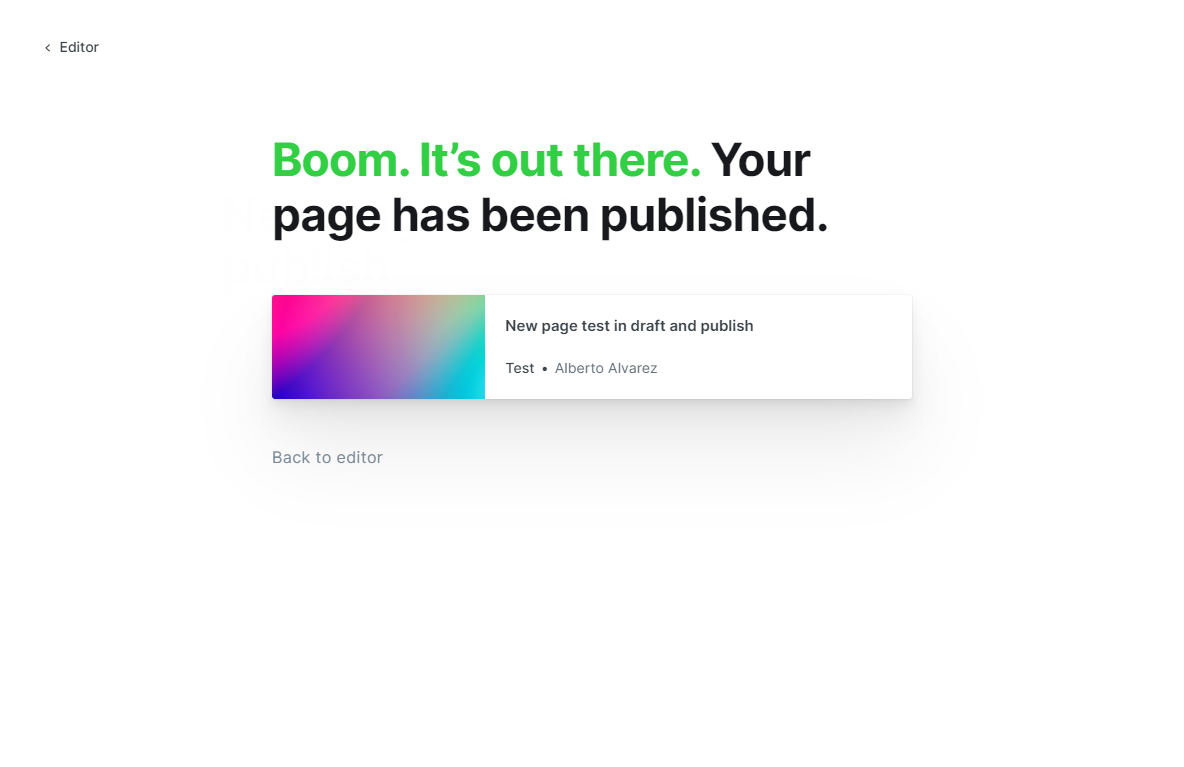 Editor
Boom. It’s out there. Your
page has been published.
New page test in draft and publish
Test • Alberto Alvarez
Back to editor